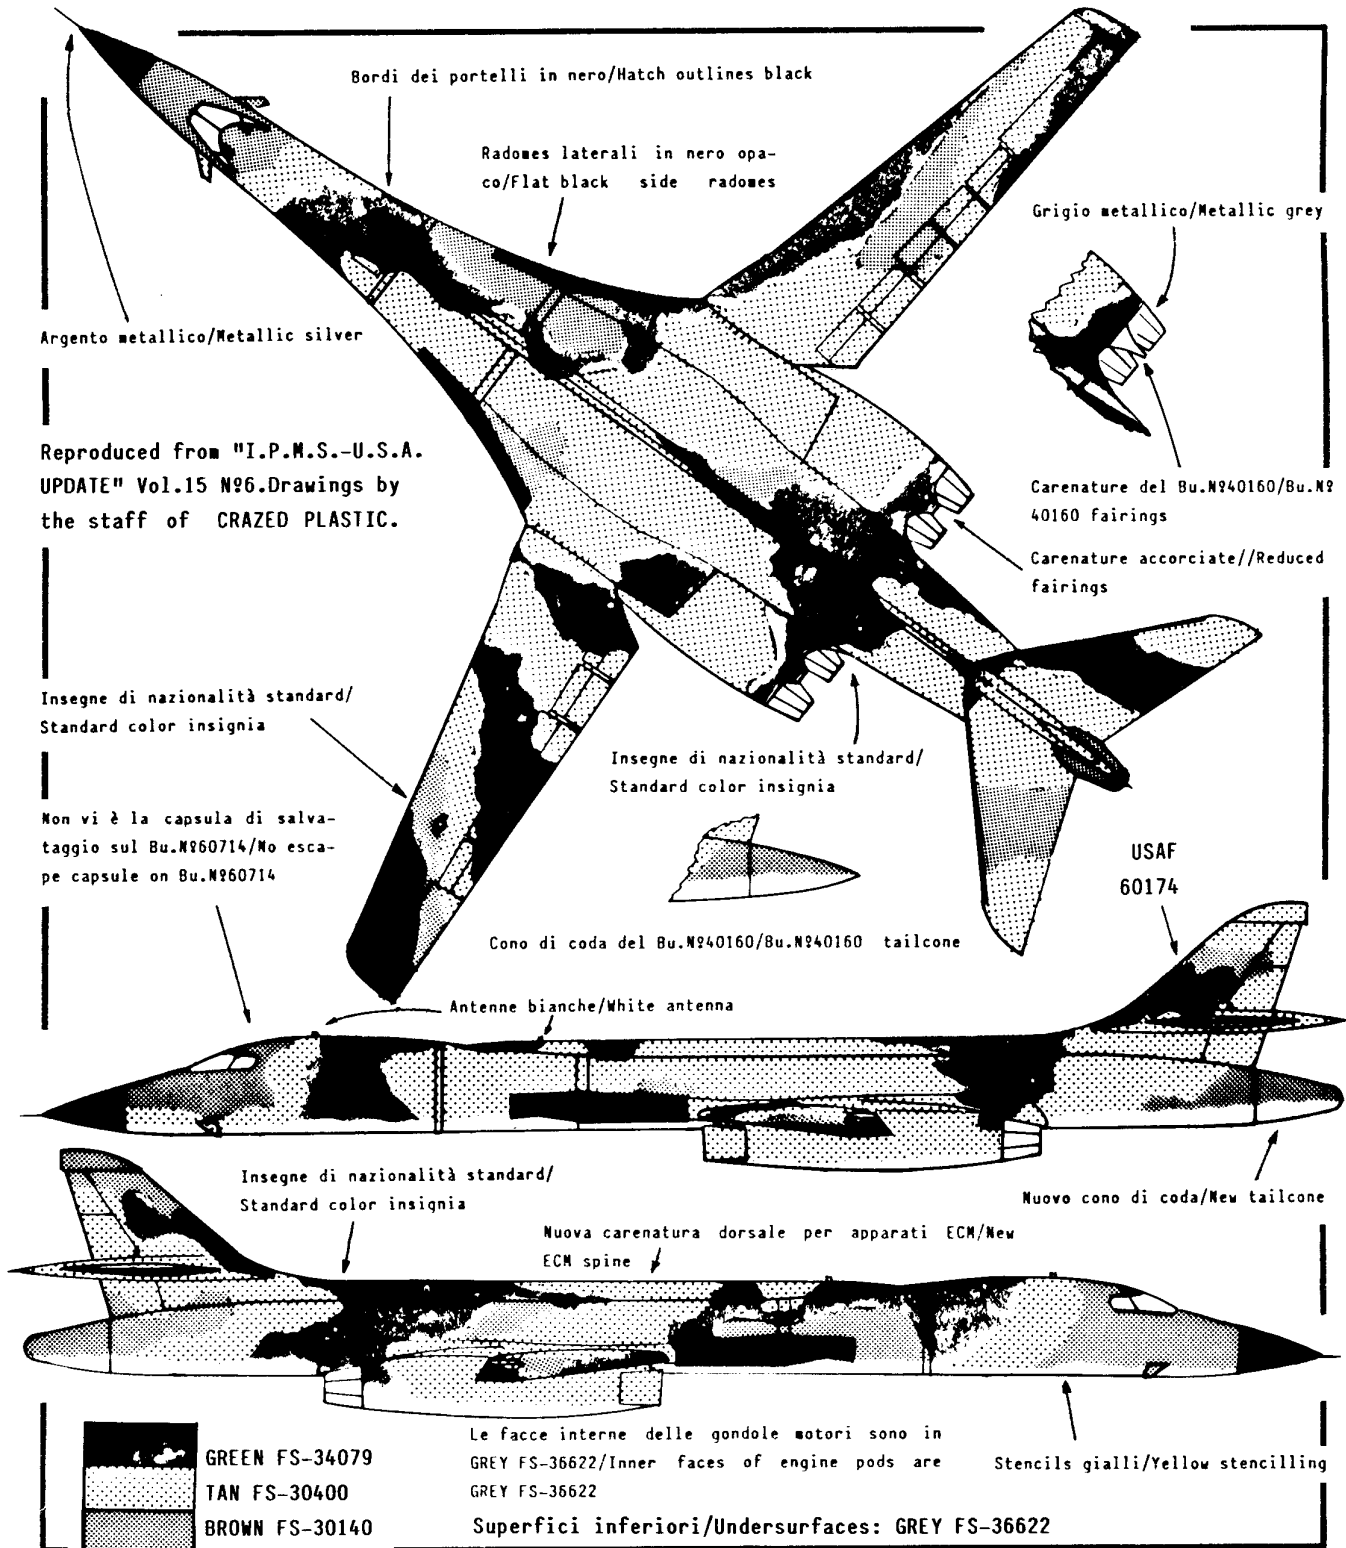 Bordi dei portelli in nero/Hatch outlines black
Radomes laterali in nero opa-
co/Flat black side radomes
Grigio metallico/Metallic grey
Argento metallico/Metallic silver
Reproduced from "I.P.M.S.-U.S.A.
UPDATE" Vol.15 Nº6.Drawings by
the staff of CRAZED PLASTIC.
Carenature del Bu.Nº40160/Bu.Nº
40160 fairings
Carenature accorciate//Reduced
fairings
Insegne di nazionalità standard/
Standard color insignia
Insegne di nazionalità standard/
Standard color insignia
Non vi è la capsula di salva-
taggio sul Bu.Nº60714/No esca-
pe capsule on Bu.Nº60714
USAF
60174
Cono di coda del Bu.Nº40160/Bu.Nº40160 tailcone
Antenne bianche/White antenna
Insegne di nazionalità standard/
Standard color insignia
Nuovo cono di coda/New tailcone
Nuova carenatura dorsale per apparati ECM/New
ECM spine
GREEN FS-34079
TAN FS-30400
BROWN FS-30140
Le facce interne delle gondole motori sono in
GREY FS-36622/Inner faces of engine pods are
GREY FS-36622
Stencils gialli/Yellow stencilling
Superfici inferiori/Undersurfaces: GREY FS-36622